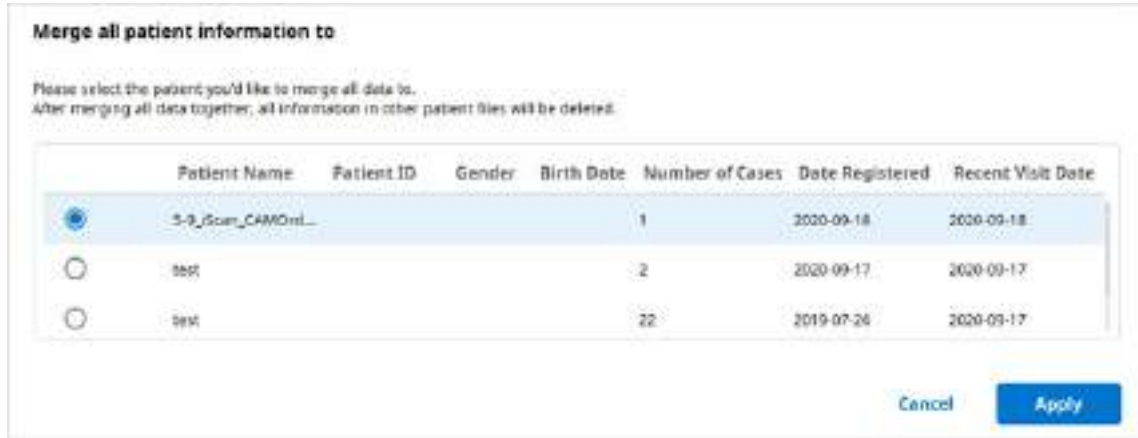 Merge all patient information to
Please select the patient you'd like to merge all data to.
After merging all data together, all information in other patient files will be deleted.
Patient Name Patient ID Gender Birth Date Number of Cases Date Registered Recent Visit Date
5-9_iScan_CAMOrd... 1 2020-09-18 2020-09-18
test 2 2020-09-17 2020-09-17
test 22 2019-07-26 2020-09-17
Cancel Apply